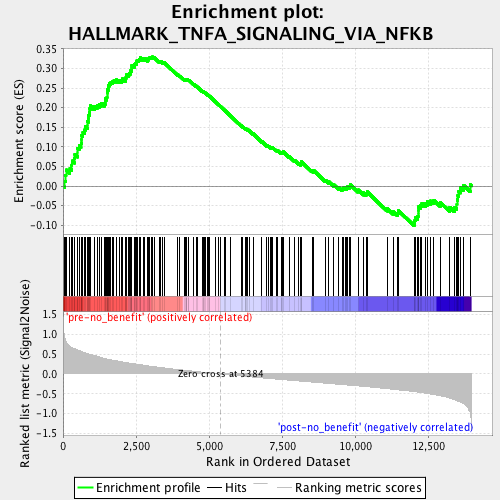 Enrichment plot:
HALLMARK_TNFA_SIGNALING_VIA_NFKB
Enrichment score (ES)
0.35
0.30
0.25
0.20
0.15
0.10
0.05
0.00
-0.05
-0.10
Ranked list metric (Signal2Noise)
1.5
1.0
0.5
0.0
-0.5
-1.0
-1.5
'pre-no_benefit' (positively correlated)
Zero cross at 5384
'post-no_benefit' (negatively correlated)
0
2,500
5,000
7,500
10,000
12,500
Rank in Ordered Dataset
Enrichment profile
Hits
Ranking metric scores